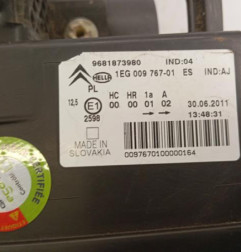 9681873980 IND:04
HELLA 1EG 009 767-01 ES IND:AJ
PL
HC HR 1a A
12,5 E1 00 00 01 02 30.06.2011
2598 → → 13:48:31
MADE IN
SLOVAKIA 00976701000000164